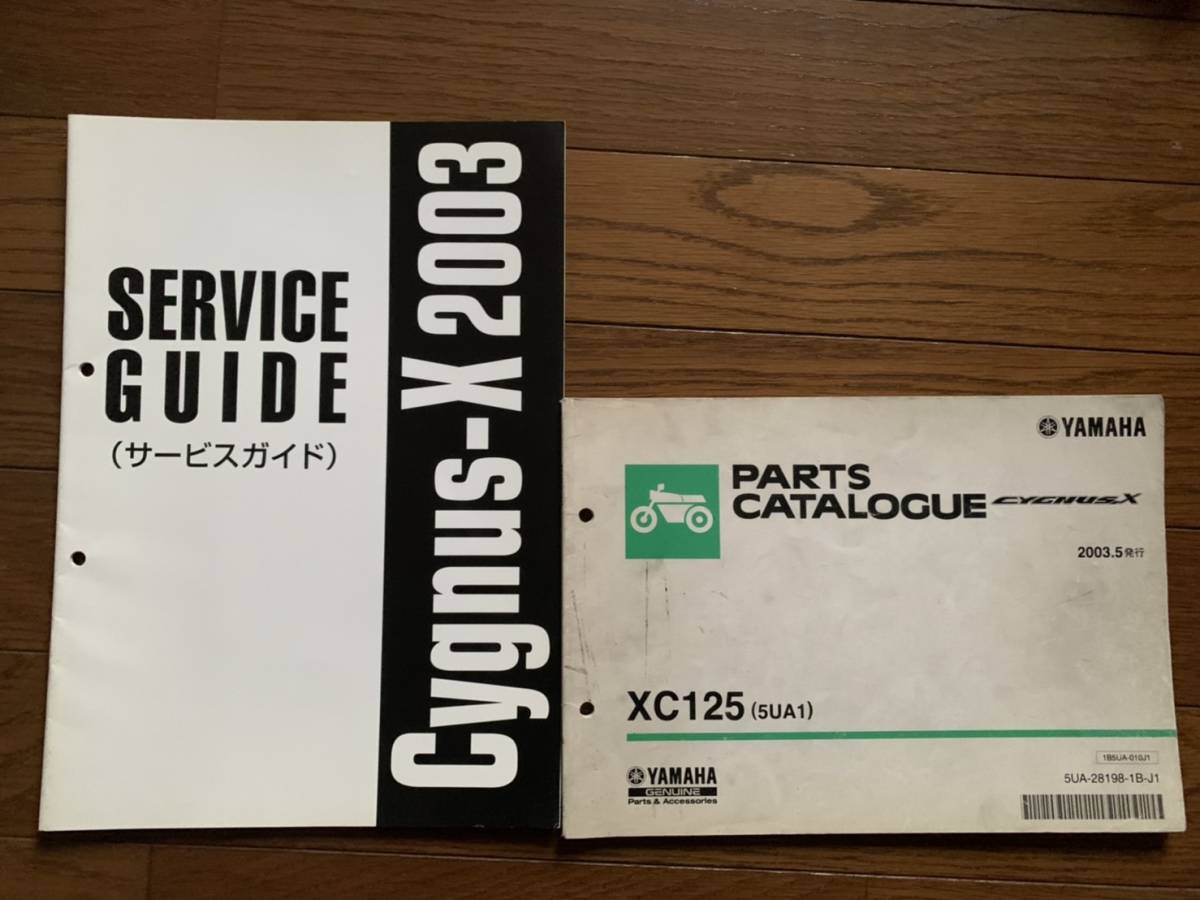 SERVICE
GUIDE
(サービスガイド)
Cygnus-X 2003
YAMAHA
PARTS
CATALOGUE CYGNUSX
2003.5発行
XC125 (5UA1)
YAMAHA
GENUINE
Parts & Accessories
1B5UA-010J1
5UA-28198-1B-J1